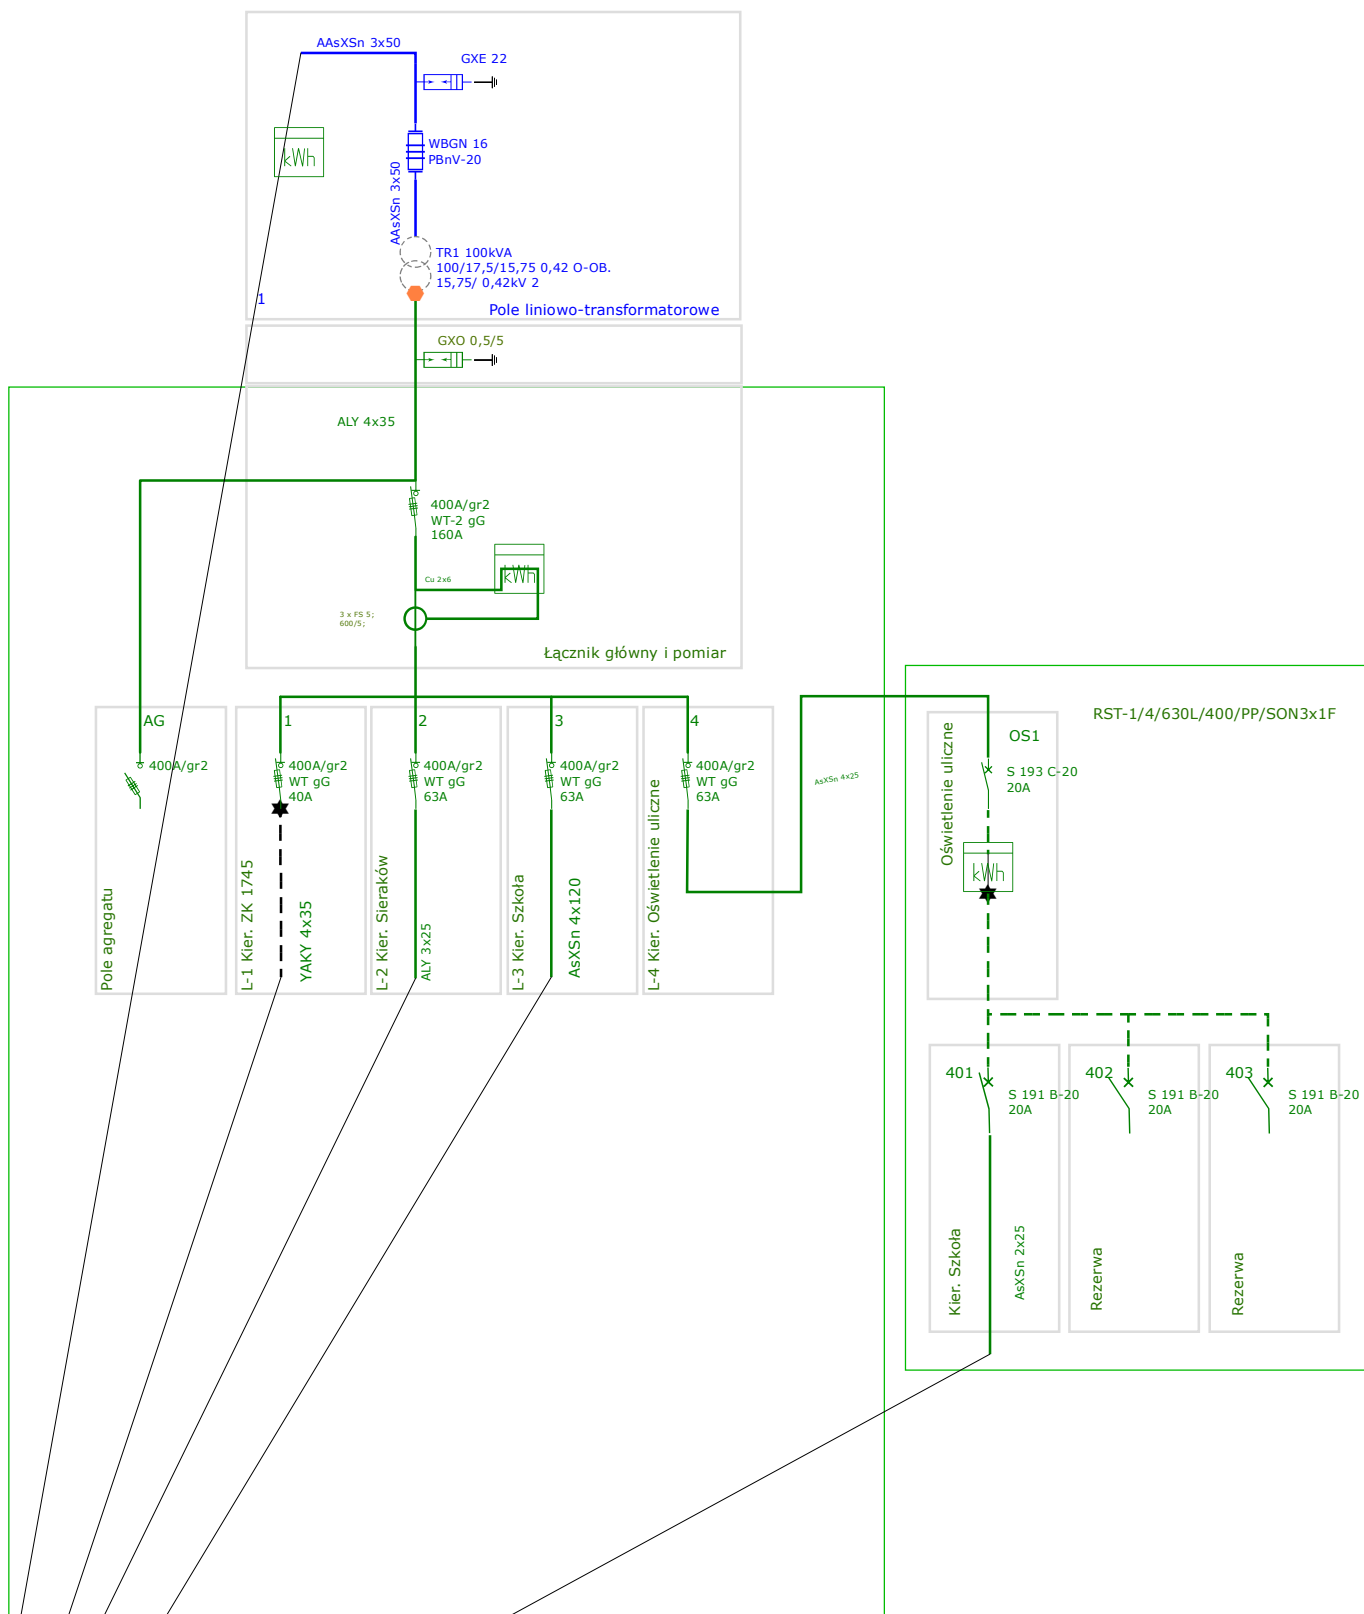 AAsXSn 3x50
GXE 22
kWh
WBGN 16
PBnV-20
AAsXSn 3x50
TR1 100kVA
100/17,5/15,75 0,42 O-OB.
15,75/ 0,42kV 2
1
Pole liniowo-transformatorowe
GXO 0,5/5
ALY 4x35
400A/gr2
WT-2 gG
160A
kWh
Cu 2x6
3 x FS 5;
600/5;
Łącznik główny i pomiar
AG
400A/gr2
Pole agregatu
1
400A/gr2
WT gG
40A
L-1 Kier. ZK 1745
YAKY 4x35
2
400A/gr2
WT gG
63A
L-2 Kier. Sieraków
ALY 3x25
3
400A/gr2
WT gG
63A
L-3 Kier. Szkoła
AsXSn 4x120
4
400A/gr2
WT gG
63A
L-4 Kier. Oświetlenie uliczne
AsXSn 4x25
RST-1/4/630L/400/PP/SON3x1F
Oświetlenie uliczne
OS1
S 193 C-20
20A
kWh
401
S 191 B-20
20A
Kier. Szkoła
AsXSn 2x25
402
S 191 B-20
20A
Rezerwa
403
S 191 B-20
20A
Rezerwa